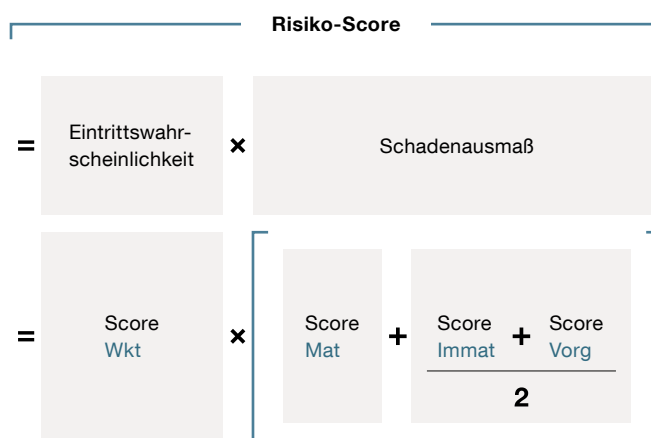 Risiko-Score
=
Eintrittswahr-
scheinlichkeit
×
Schadenausmaß
=
Score
Wkt
×
Score
Mat
+
Score
Immat
+
Score
Vorg
2